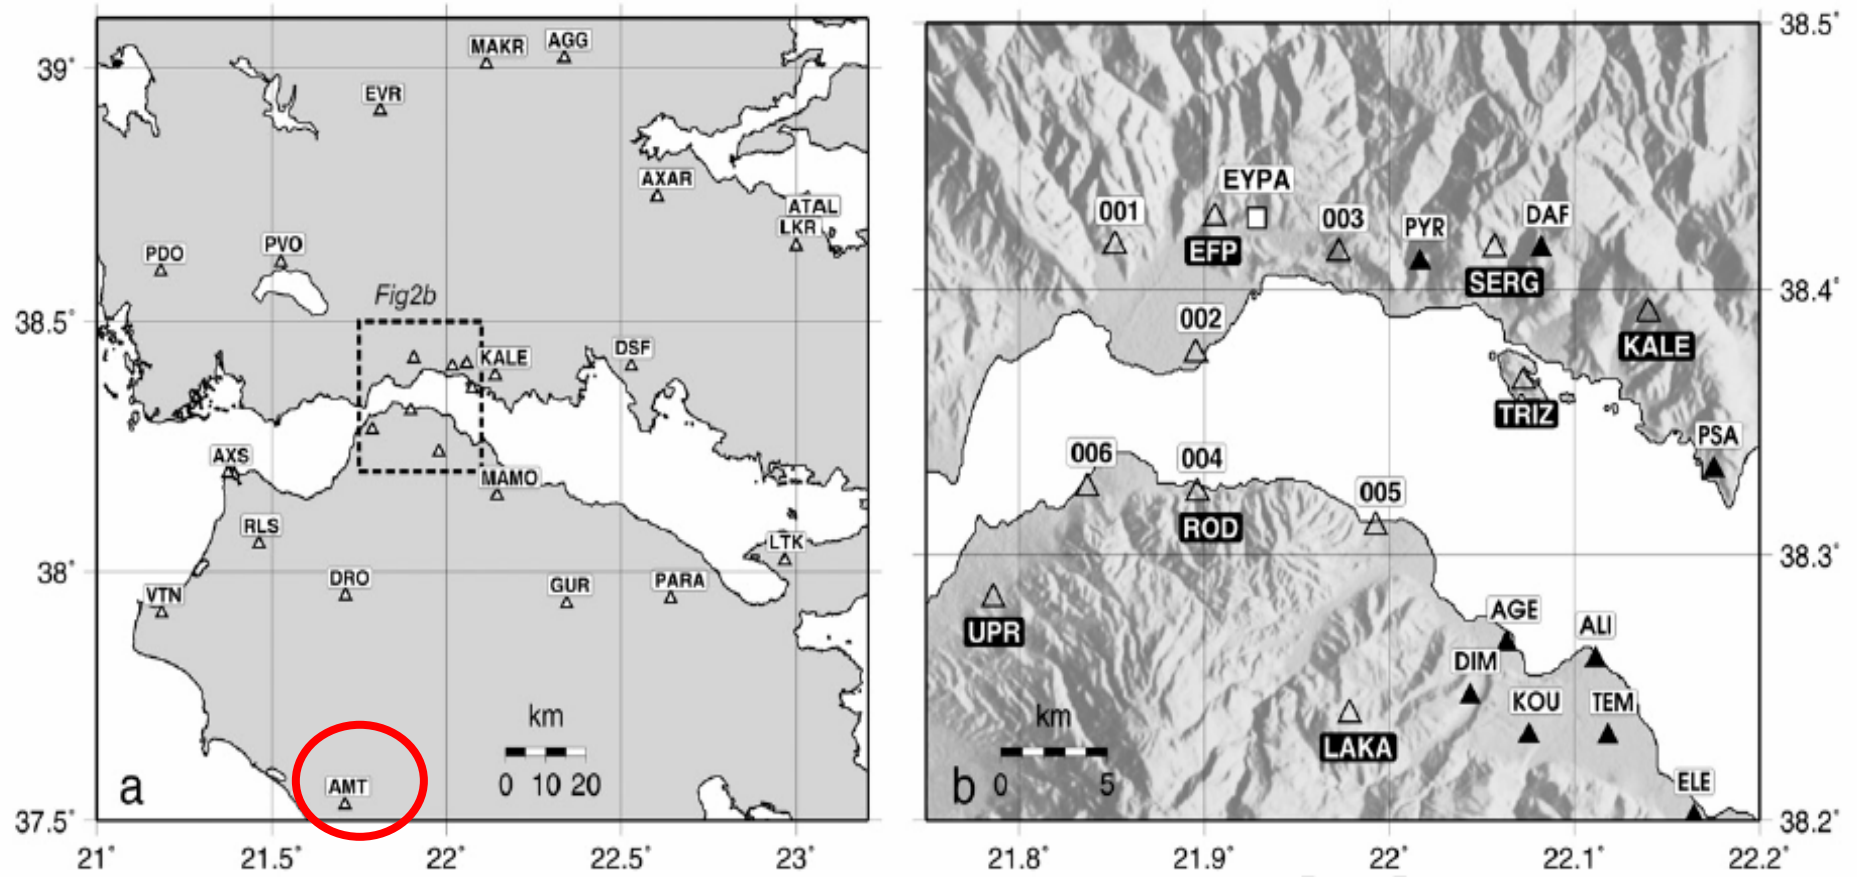 39°
38.5°
38°
37.5°
21°
21.5°
22°
22.5°
23°
MAKR
AGG
EVR
AXAR
ATAL
LKR
PDO
PVO
Fig2b
KALE
DSF
AXS
MAMO
RLS
LTK
DRO
GUR
PARA
VTN
km
0 10 20
AMT
a
38.5°
38.4°
38.3°
38.2°
21.8°
21.9°
22°
22.1°
22.2°
EYPA
001
EFP
003
PYR
DAF
SERG
002
KALE
TRIZ
PSA
006
004
ROD
005
UPR
AGE
ALI
DIM
KOU
TEM
LAKA
km
0 5
b
ELE